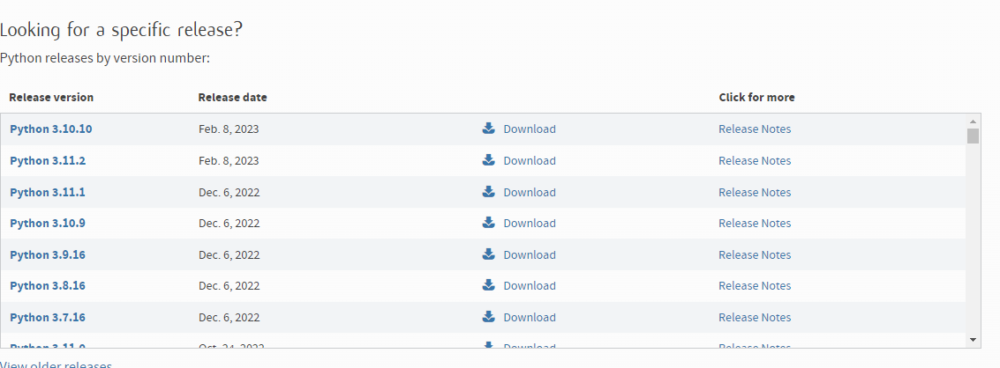 Looking for a specific release?
Python releases by version number:
Release version Release date Click for more
Python 3.10.10 Feb. 8, 2023 Download Release Notes
Python 3.11.2 Feb. 8, 2023 Download Release Notes
Python 3.11.1 Dec. 6, 2022 Download Release Notes
Python 3.10.9 Dec. 6, 2022 Download Release Notes
Python 3.9.16 Dec. 6, 2022 Download Release Notes
Python 3.8.16 Dec. 6, 2022 Download Release Notes
Python 3.7.16 Dec. 6, 2022 Download Release Notes
Python 3.11.0 Oct. 24, 2022 Download Release Notes
View older releases